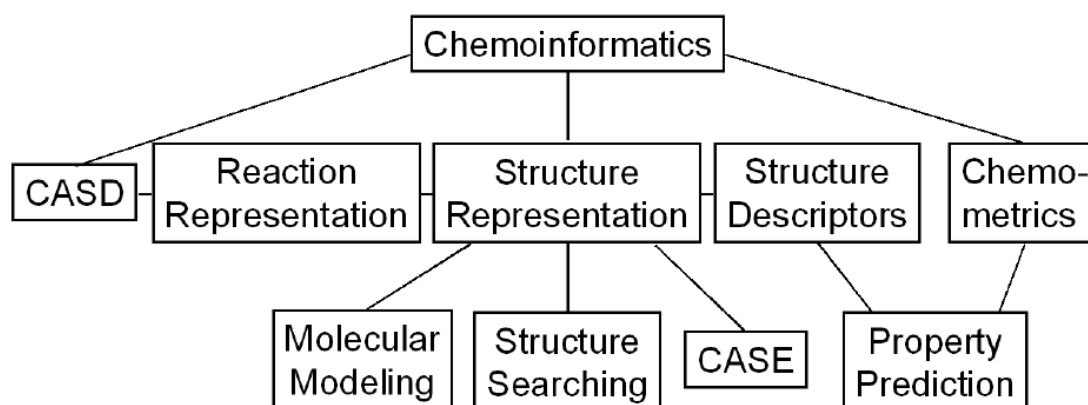 Chemoinformatics
CASD
Reaction
Representation
Structure
Representation
Structure
Descriptors
Chemo-
metrics
Molecular
Modeling
Structure
Searching
CASE
Property
Prediction